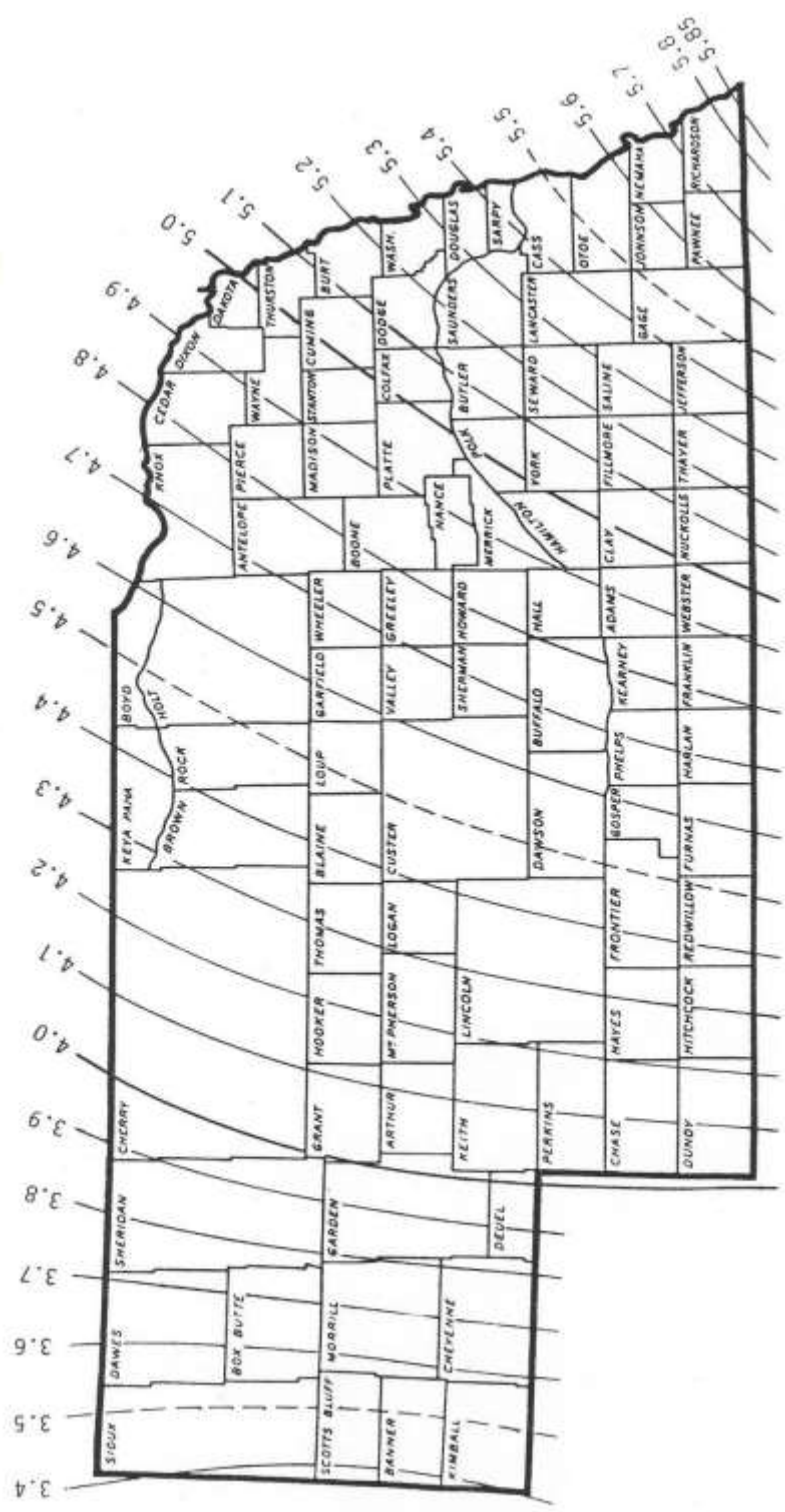 3.4
3.5
3.6
3.7
3.8
3.9
4.0
4.1
4.2
4.3
4.4
4.5
4.6
4.7
4.8
4.9
5.0
5.1
5.2
5.3
5.4
5.5
5.6
5.7
5.8
5.85
SIOUX
DAWES
SHERIDAN
CHERRY
KEYA PAHA
BOYD
BROWN
ROCK
HOLT
KNOX
CEDAR
DIXON
DAKOTA
BOX BUTTE
ANTELOPE
PIERCE
WAYNE
THURSTON
SCOTTS BLUFF
MORRILL
GARDEN
GRANT
HOOKER
THOMAS
BLAINE
LOUP
GARFIELD
WHEELER
BOONE
MADISON
STANTON
CUMING
BURT
BANNER
ARTHUR
McPHERSON
LOGAN
CUSTER
VALLEY
GREELEY
NANCE
PLATTE
COLFAX
DODGE
WASH.
KIMBALL
CHEYENNE
DEUEL
KEITH
LINCOLN
SHERMAN
HOWARD
MERRICK
POLK
BUTLER
SAUNDERS
DOUGLAS
SARPY
PERKINS
DAWSON
BUFFALO
HALL
HAMILTON
YORK
SEWARD
LANCASTER
CASS
OTOE
CHASE
HAYES
FRONTIER
GOSPER
PHELPS
KEARNEY
ADAMS
CLAY
FILLMORE
SALINE
GAGE
JOHNSON
NEMAHA
DUNDY
HITCHCOCK
REDWILLOW
FURNAS
HARLAN
FRANKLIN
WEBSTER
NUCKOLLS
THAYER
JEFFERSON
PAWNEE
RICHARDSON